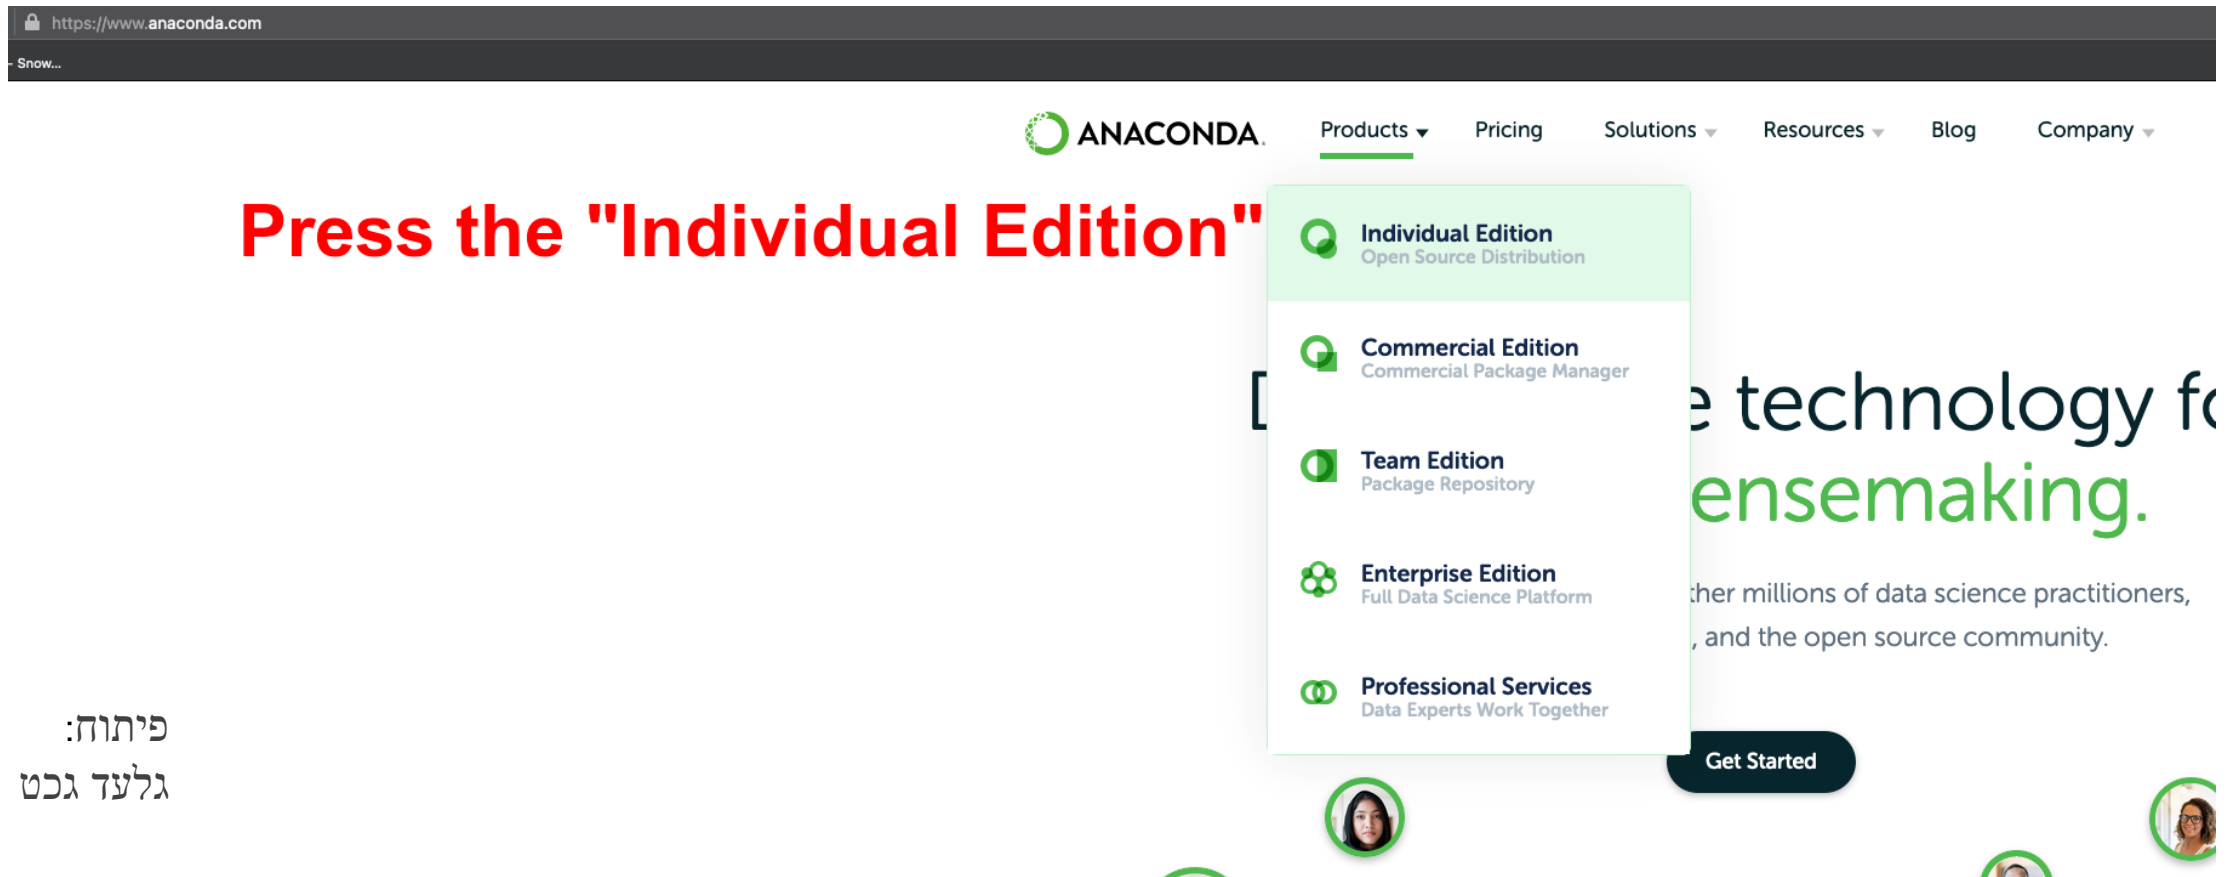 https://www.anaconda.com
- Snow...
ANACONDA.
Products Pricing Solutions Resources Blog Company
Press the "Individual Edition"
Individual Edition
Open Source Distribution
Commercial Edition
Commercial Package Manager
Team Edition
Package Repository
Enterprise Edition
Full Data Science Platform
Professional Services
Data Experts Work Together
technology
millions of data science practitioners,
, and the open source community.
Get Started
פיתוח:
גלעד גכט